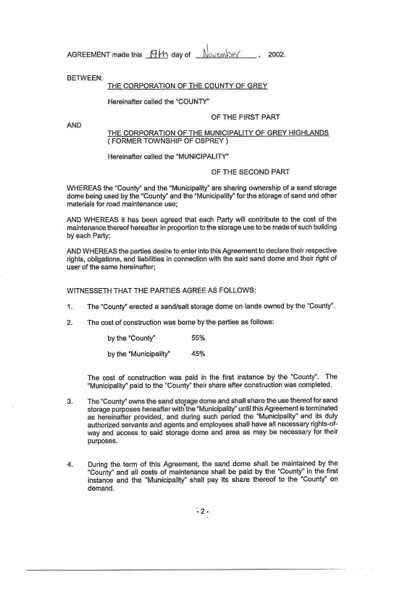 AGREEMENT made this 19th day of November , 2002.
BETWEEN:
THE CORPORATION OF THE COUNTY OF GREY
Hereinafter called the "COUNTY"
OF THE FIRST PART
AND
THE CORPORATION OF THE MUNICIPALITY OF GREY HIGHLANDS
( FORMER TOWNSHIP OF OSPREY )
Hereinafter called the "MUNICIPALITY"
OF THE SECOND PART
WHEREAS the "County" and the "Municipality" are sharing ownership of a sand storage
dome being used by the "County" and the "Municipality" for the storage of sand and other
materials for road maintenance use;
AND WHEREAS it has been agreed that each Party will contribute to the cost of the
maintenance thereof hereafter in proportion to the storage use to be made of such building
by each Party;
AND WHEREAS the parties desire to enter into this Agreement to declare their respective
rights, obligations, and liabilities in connection with the said sand dome and their right of
user of the same hereinafter;
WITNESSETH THAT THE PARTIES AGREE AS FOLLOWS:
1. The "County" erected a sand/salt storage dome on lands owned by the "County".
2. The cost of construction was borne by the parties as follows:
by the "County" 55%
by the "Municipality" 45%
The cost of construction was paid in the first instance by the "County". The
"Municipality" paid to the "County" their share after construction was completed.
3. The "County" owns the sand storage dome and shall share the use thereof for sand
storage purposes hereafter with the "Municipality" until this Agreement is terminated
as hereinafter provided, and during such period the "Municipality" and its duly
authorized servants and agents and employees shall have all necessary rights-of-
way and access to said storage dome and area as may be necessary for their
purposes.
4. During the term of this Agreement, the sand dome shall be maintained by the
"County" and all costs of maintenance shall be paid by the "County" in the first
instance and the "Municipality" shall pay its share thereof to the "County" on
demand.
- 2 -